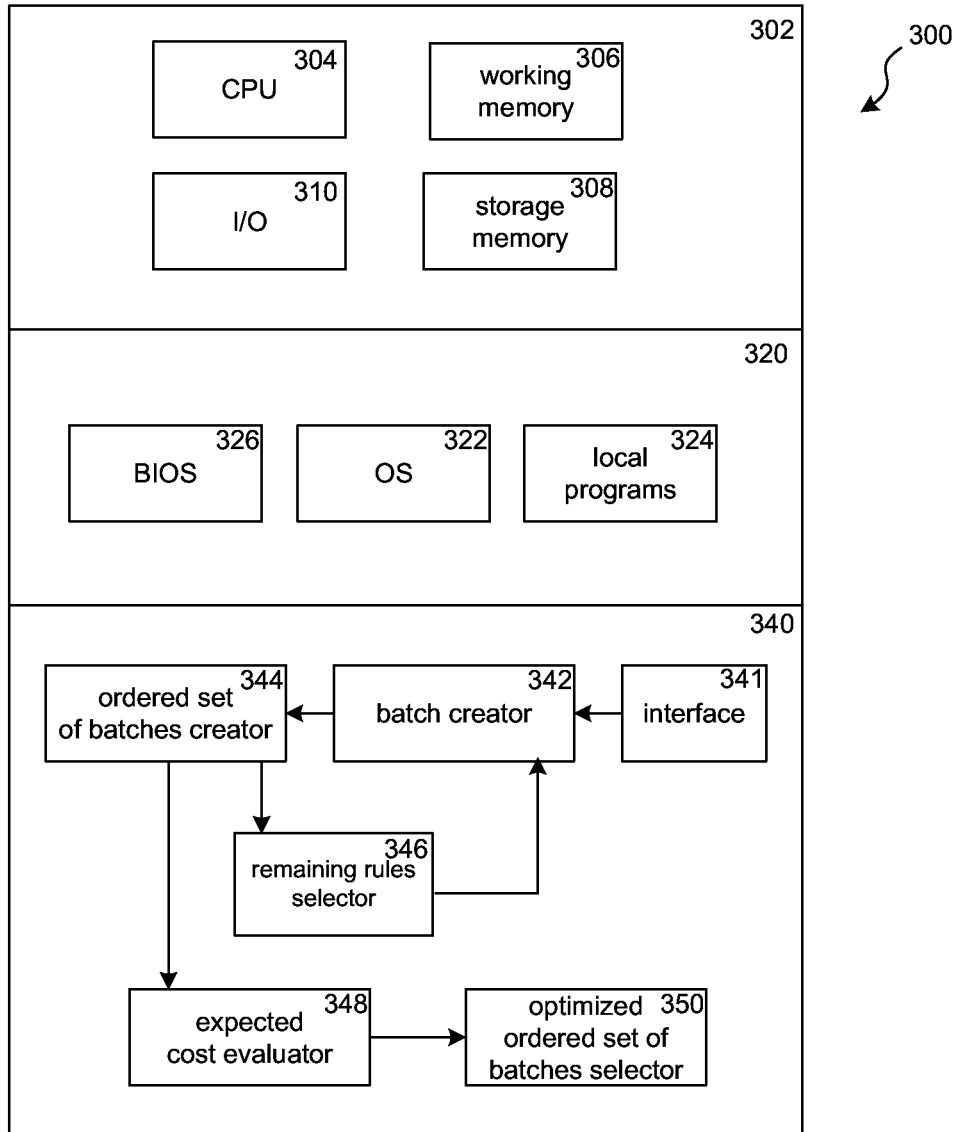 302
300
304
CPU
306
working
memory
310
I/O
308
storage
memory
320
326
BIOS
322
OS
324
local
programs
340
344
ordered set
of batches creator
342
batch creator
341
interface
346
remaining rules
selector
348
expected
cost evaluator
350
optimized
ordered set of
batches selector